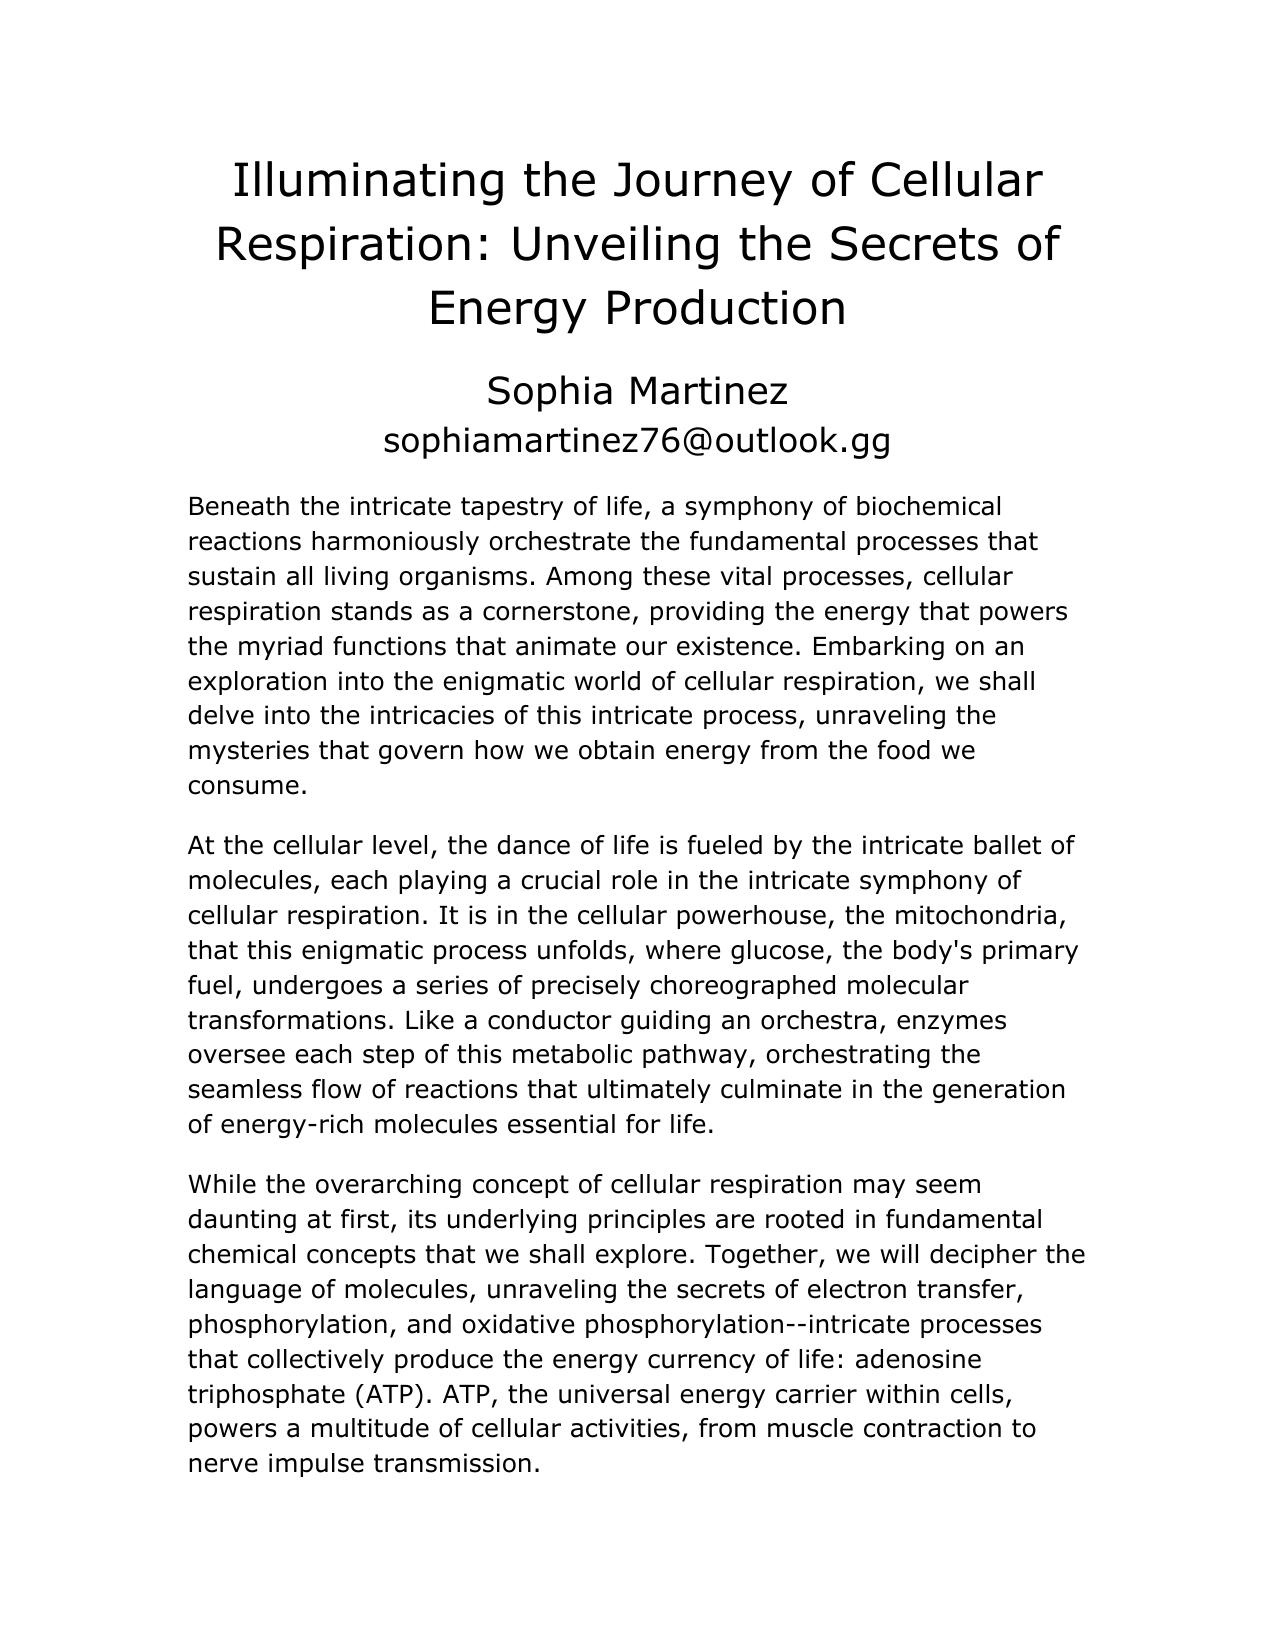 Illuminating the Journey of Cellular
Respiration: Unveiling the Secrets of
Energy Production
Sophia Martinez
sophiamartinez76@outlook.gg
Beneath the intricate tapestry of life, a symphony of biochemical
reactions harmoniously orchestrate the fundamental processes that
sustain all living organisms. Among these vital processes, cellular
respiration stands as a cornerstone, providing the energy that powers
the myriad functions that animate our existence. Embarking on an
exploration into the enigmatic world of cellular respiration, we shall
delve into the intricacies of this intricate process, unraveling the
mysteries that govern how we obtain energy from the food we
consume.
At the cellular level, the dance of life is fueled by the intricate ballet of
molecules, each playing a crucial role in the intricate symphony of
cellular respiration. It is in the cellular powerhouse, the mitochondria,
that this enigmatic process unfolds, where glucose, the body's primary
fuel, undergoes a series of precisely choreographed molecular
transformations. Like a conductor guiding an orchestra, enzymes
oversee each step of this metabolic pathway, orchestrating the
seamless flow of reactions that ultimately culminate in the generation
of energy-rich molecules essential for life.
While the overarching concept of cellular respiration may seem
daunting at first, its underlying principles are rooted in fundamental
chemical concepts that we shall explore. Together, we will decipher the
language of molecules, unraveling the secrets of electron transfer,
phosphorylation, and oxidative phosphorylation--intricate processes
that collectively produce the energy currency of life: adenosine
triphosphate (ATP). ATP, the universal energy carrier within cells,
powers a multitude of cellular activities, from muscle contraction to
nerve impulse transmission.